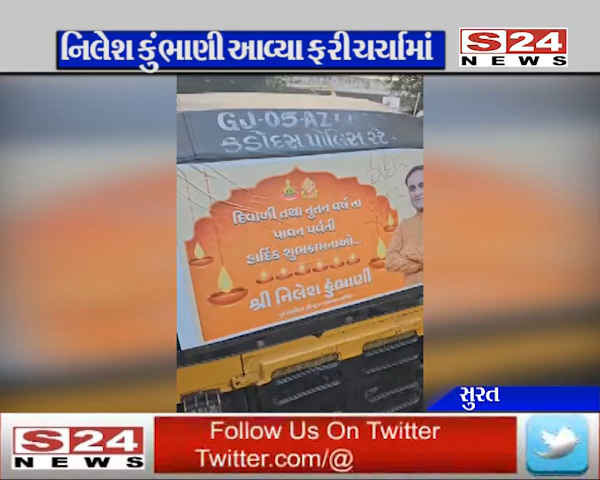 નિલેશ કુંભાણી આવ્યા ફરી ચર્ચામાં
S24
NEWS
GJ-05-AZ
કડોદરા પોલિસ સ્ટે
દિવાળી તથા નુતન વર્ષ ના
પાવન પર્વની
હાર્દિક શુભકામનાઓ...
શ્રી નિલેશ કુંભાણી
સુરત
S24
NEWS
Follow Us On Twitter
Twitter.com/@